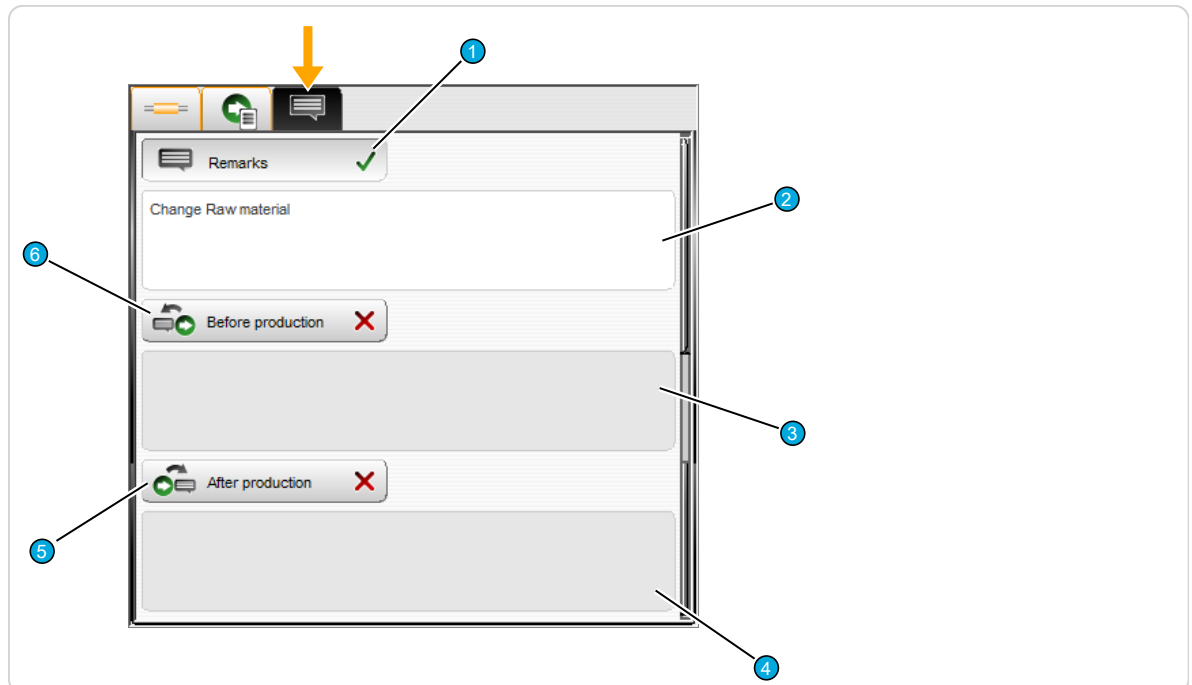 1
Remarks
Change Raw material
2
6
Before production
3
After production
5
4